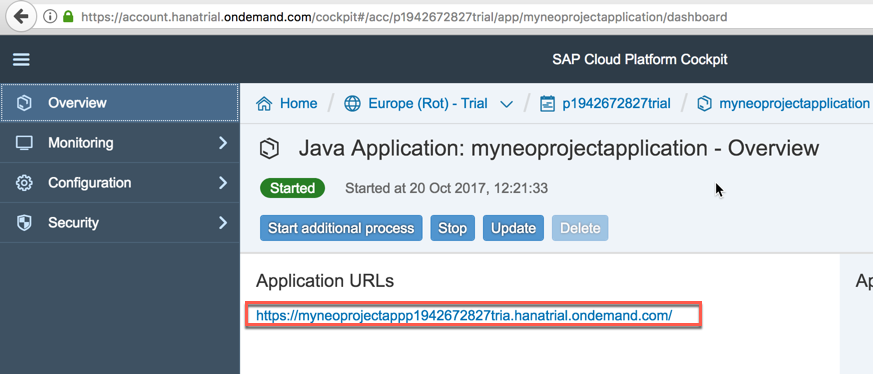 https://account.hanatrial.ondemand.com/cockpit#/acc/p1942672827trial/app/myneoprojectapplication/dashboard
SAP Cloud Platform Cockpit
Overview
Monitoring
Configuration
Security
Home / Europe (Rot) - Trial / p1942672827trial / myneoprojectapplication
Java Application: myneoprojectapplication - Overview
Started Started at 20 Oct 2017, 12:21:33
Start additional process Stop Update Delete
Application URLs
https://myneoprojectappp1942672827tria.hanatrial.ondemand.com/